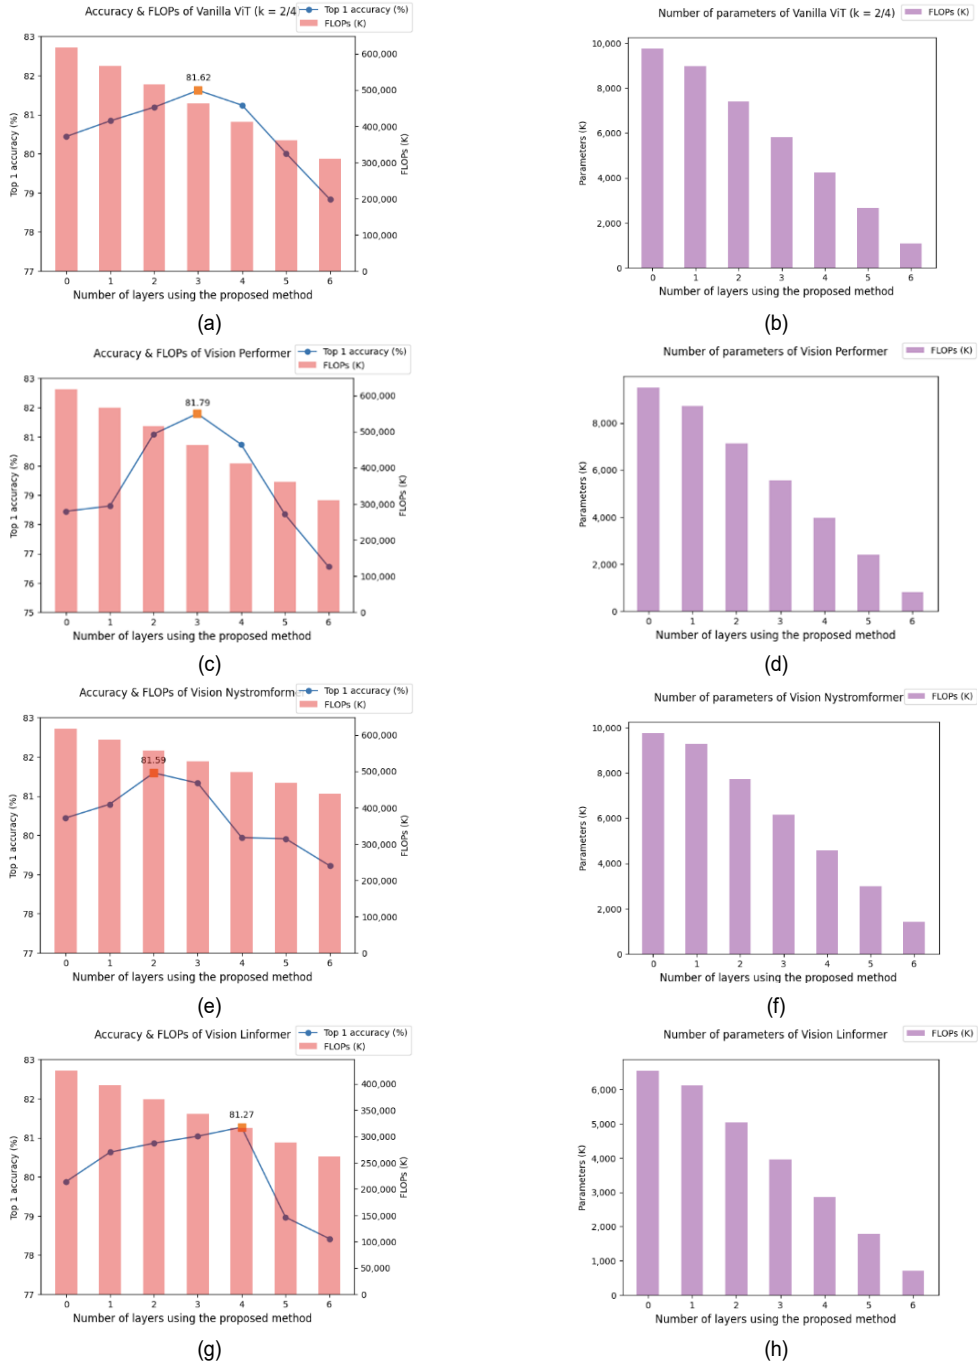 Accuracy & FLOPs of Vanilla ViT (k = 2/4)
Top 1 accuracy (%)
FLOPs (K)
83
82
81
80
79
78
77
600,000
500,000
400,000
300,000
200,000
100,000
0
81.62
Top 1 accuracy (%)
FLOPs (K)
0 1 2 3 4 5 6
Number of layers using the proposed method
(a)
Number of parameters of Vanilla ViT (k = 2/4)
FLOPs (K)
10,000
8,000
6,000
4,000
2,000
0
Parameters (K)
0 1 2 3 4 5 6
Number of layers using the proposed method
(b)
Accuracy & FLOPs of Vision Performer
Top 1 accuracy (%)
FLOPs (K)
83
82
81
80
79
78
77
76
75
600,000
500,000
400,000
300,000
200,000
100,000
0
81.79
Top 1 accuracy (%)
FLOPs (K)
0 1 2 3 4 5 6
Number of layers using the proposed method
(c)
Number of parameters of Vision Performer
FLOPs (K)
8,000
6,000
4,000
2,000
0
Parameters (K)
0 1 2 3 4 5 6
Number of layers using the proposed method
(d)
Accuracy & FLOPs of Vision Nystromformer
Top 1 accuracy (%)
FLOPs (K)
83
82
81
80
79
78
77
600,000
500,000
400,000
300,000
200,000
100,000
0
81.59
Top 1 accuracy (%)
FLOPs (K)
0 1 2 3 4 5 6
Number of layers using the proposed method
(e)
Number of parameters of Vision Nystromformer
FLOPs (K)
10,000
8,000
6,000
4,000
2,000
0
Parameters (K)
0 1 2 3 4 5 6
Number of layers using the proposed method
(f)
Accuracy & FLOPs of Vision Linformer
Top 1 accuracy (%)
FLOPs (K)
83
82
81
80
79
78
77
400,000
350,000
300,000
250,000
200,000
150,000
100,000
50,000
0
81.27
Top 1 accuracy (%)
FLOPs (K)
0 1 2 3 4 5 6
Number of layers using the proposed method
(g)
Number of parameters of Vision Linformer
FLOPs (K)
6,000
5,000
4,000
3,000
2,000
1,000
0
Parameters (K)
0 1 2 3 4 5 6
Number of layers using the proposed method
(h)